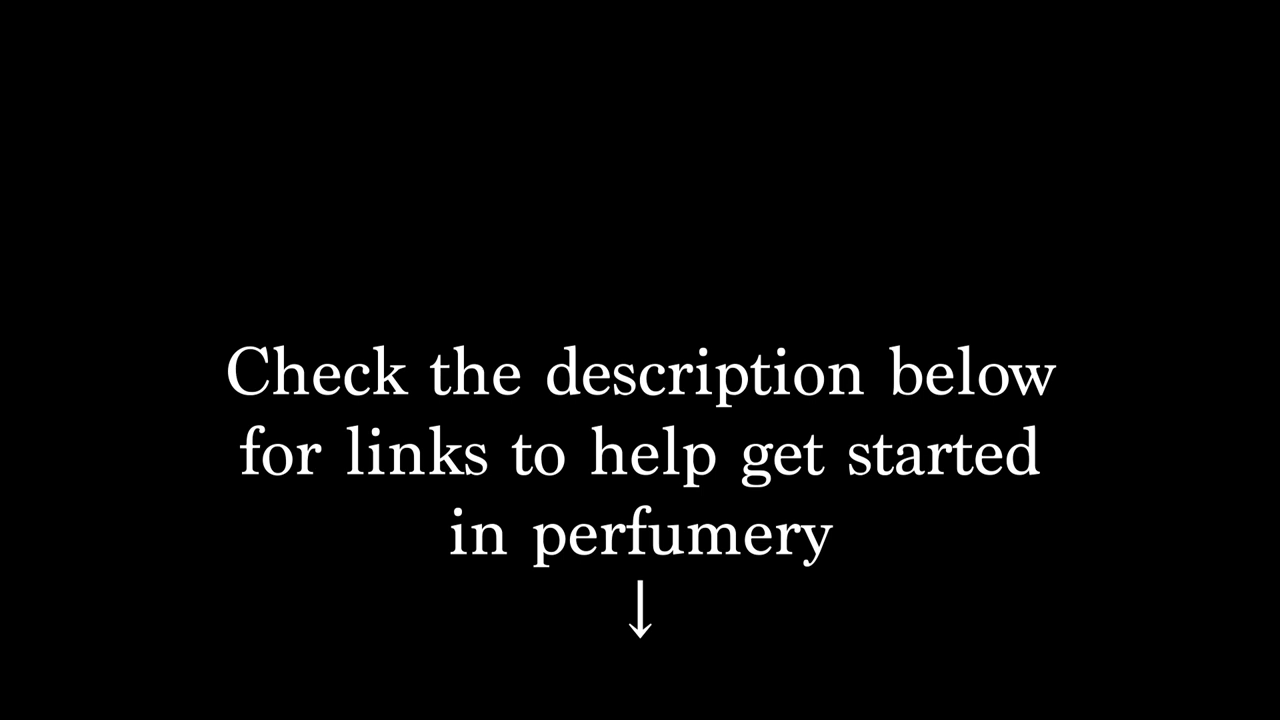 Check the description below
for links to help get started
in perfumery
↓